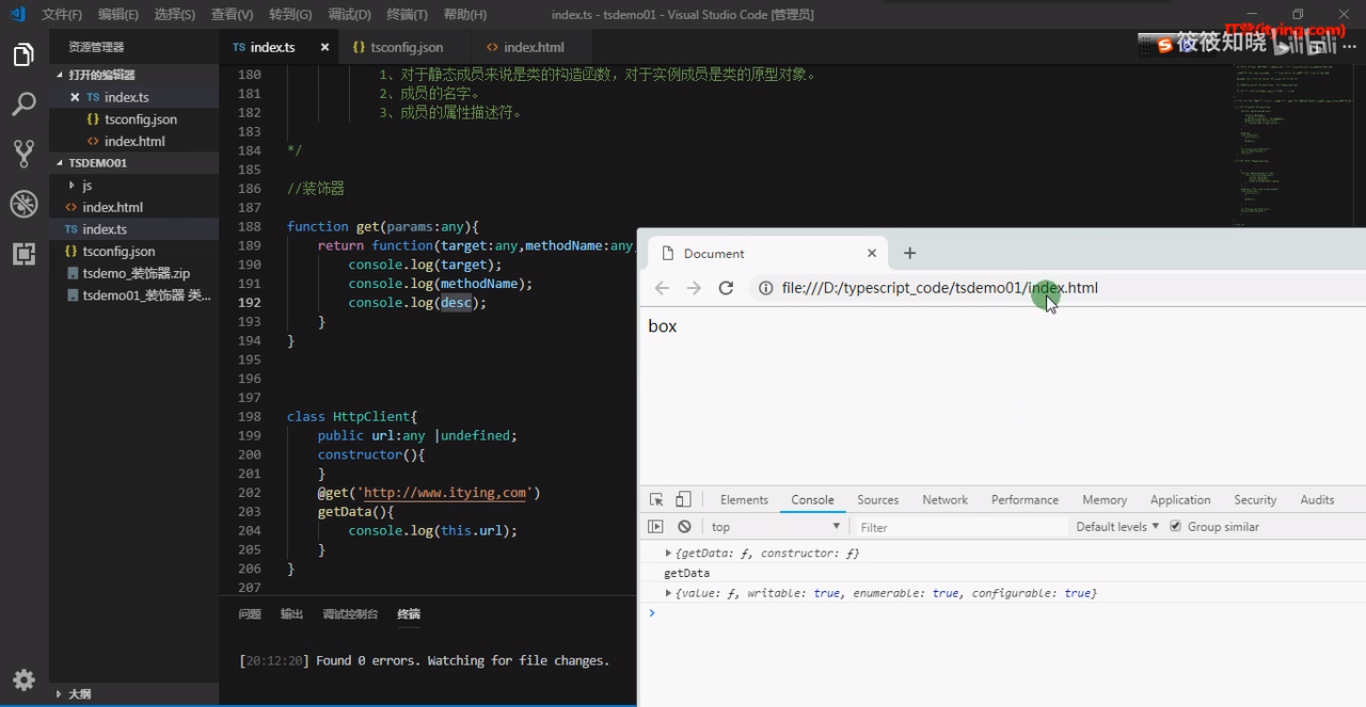 文件(F) 编辑(E) 选择(S) 查看(V) 转到(G) 调试(D) 终端(T) 帮助(H) index.ts - tsdemo01 - Visual Studio Code [管理员]
IT营(itying.com)
筱筱知晓 bilibili
资源管理器
TS index.ts × {} tsconfig.json <> index.html
打开的编辑器
× TS index.ts
{} tsconfig.json
<> index.html
TSDEMO01
js
<> index.html
TS index.ts
{} tsconfig.json
tsdemo_装饰器.zip
tsdemo01_装饰器 类...
大纲
180 1、对于静态成员来说是类的构造函数，对于实例成员是类的原型对象。
181 2、成员的名字。
182 3、成员的属性描述符。
183
184 */
185
186 //装饰器
187
188 function get(params:any){
189 return function(target:any,methodName:any,
190 console.log(target);
191 console.log(methodName);
192 console.log(desc);
193 }
194 }
195
196
197
198 class HttpClient{
199 public url:any |undefined;
200 constructor(){
201 }
202 @get('http://www.itying,com')
203 getData(){
204 console.log(this.url);
205 }
206 }
207
问题 输出 调试控制台 终端
[20:12:20] Found 0 errors. Watching for file changes.
Document
file:///D:/typescript_code/tsdemo01/index.html
box
Elements Console Sources Network Performance Memory Application Security Audits
top Filter Default levels Group similar
{getData: ƒ, constructor: ƒ}
getData
{value: ƒ, writable: true, enumerable: true, configurable: true}